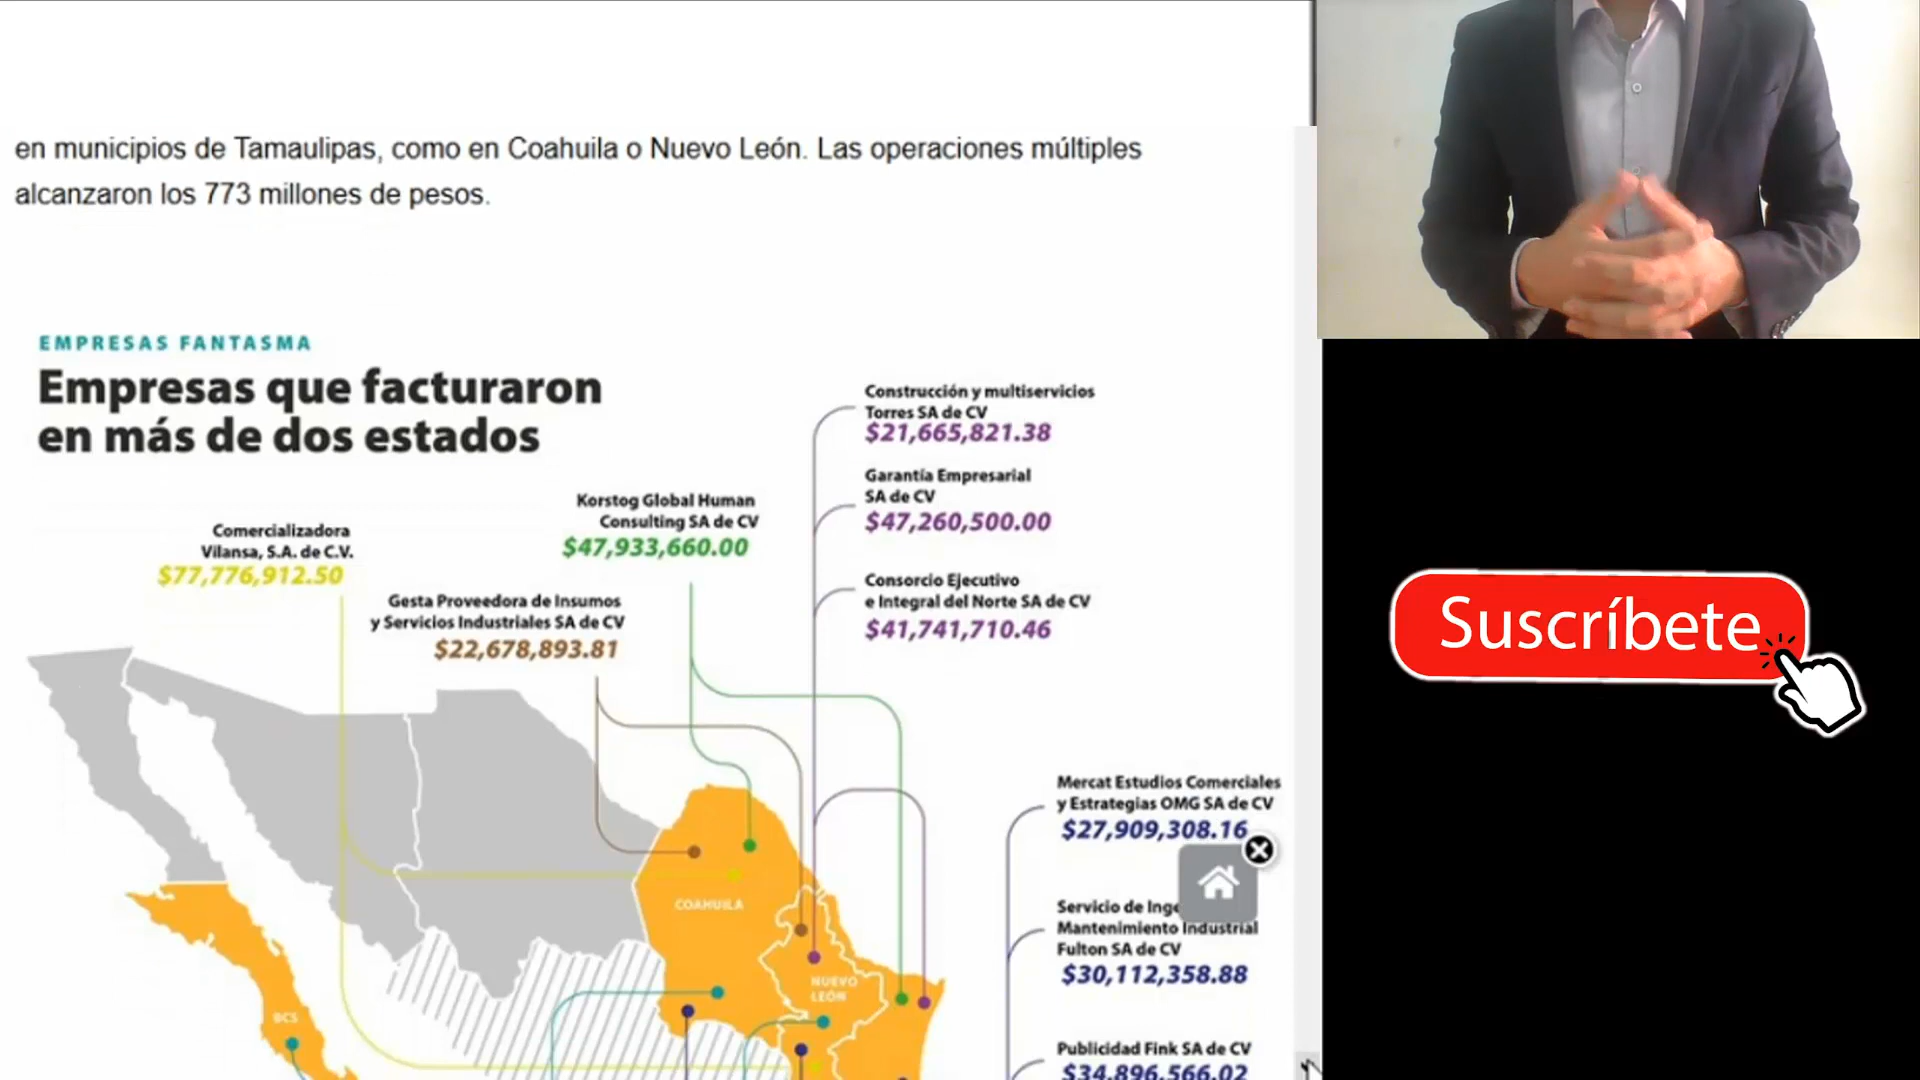 en municipios de Tamaulipas, como en Coahuila o Nuevo León. Las operaciones múltiples
alcanzaron los 773 millones de pesos.
EMPRESAS FANTASMA
Empresas que facturaron
en más de dos estados
Construcción y multiservicios
Torres SA de CV
$21,665,821.38
Garantía Empresarial
SA de CV
$47,260,500.00
Korstog Global Human
Consulting SA de CV
$47,933,660.00
Comercializadora
Vilansa, S.A. de C.V.
$77,776,912.50
Consorcio Ejecutivo
e Integral del Norte SA de CV
$41,741,710.46
Gesta Proveedora de Insumos
y Servicios Industriales SA de CV
$22,678,893.81
Suscríbete
Mercat Estudios Comerciales
y Estrategias OMG SA de CV
$27,909,308.16
COAHUILA
Servicio de Inge
Mantenimiento Industrial
Fulton SA de CV
$30,112,358.88
NUEVO
LEÓN
BCS
Publicidad Fink SA de CV
$34,896,566.02